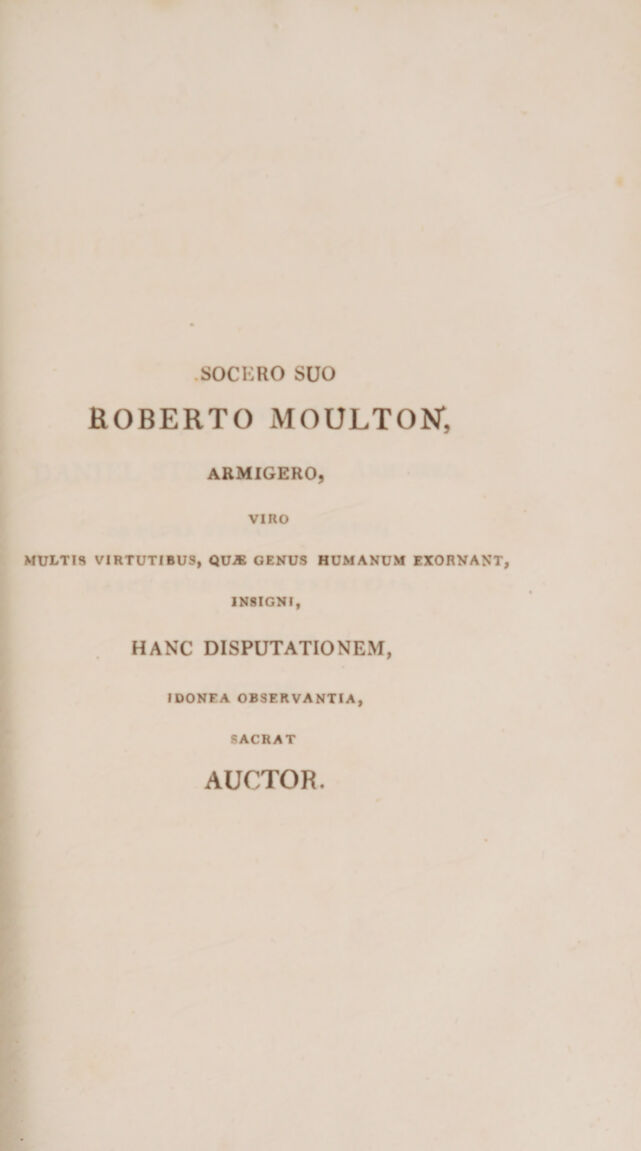 SOCERO SUO
ROBERTO MOULTON,
ARMIGERO,
VIRO
MULTIS VIRTUTIBUS, QUÆ GENUS HUMANUM EXORNANT,
INSIGNI,
HANC DISPUTATIONEM,
IDONEA OBSERVANTIA,
SACRAT
AUCTOR.